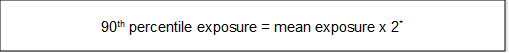 90th percentile exposure = mean exposure x 2*